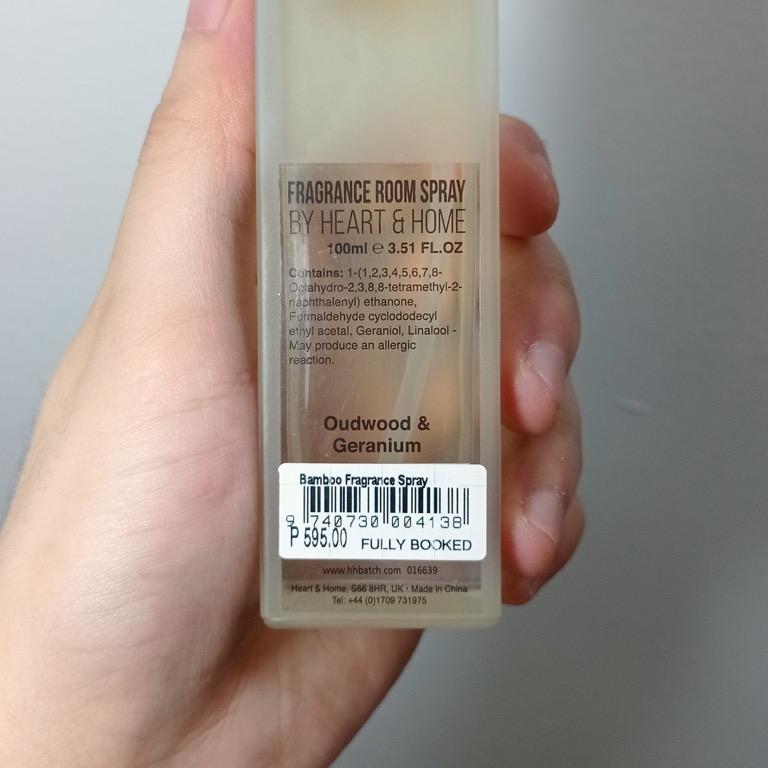 FRAGRANCE ROOM SPRAY
BY HEART & HOME
100ml ℮ 3.51 FL.OZ
Contains: 1-(1,2,3,4,5,6,7,8-
Octahydro-2,3,8,8-tetramethyl-2-
naphthalenyl) ethanone,
Formaldehyde cyclododecyl
ethyl acetal, Geraniol, Linalool -
May produce an allergic
reaction.
Oudwood &
Geranium
Bamboo Fragrance Spray
9 740730 004138
P 595.00 FULLY BOOKED
www.hhbatch.com 016639
Heart & Home, S66 8HR, UK • Made in China
Tel: +44 (0)1709 731975